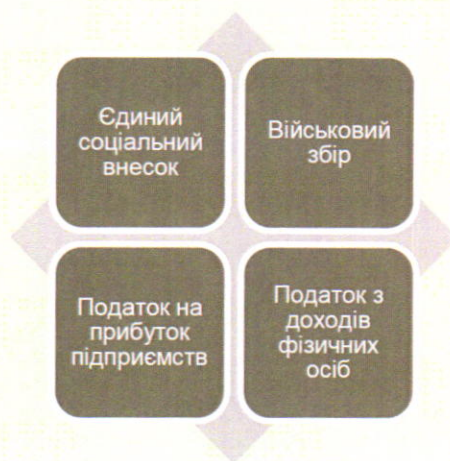 Єдиний
соціальний
внесок
Військовий
збір
Податок на
прибуток
підприємств
Податок з
доходів
фізичних
осіб